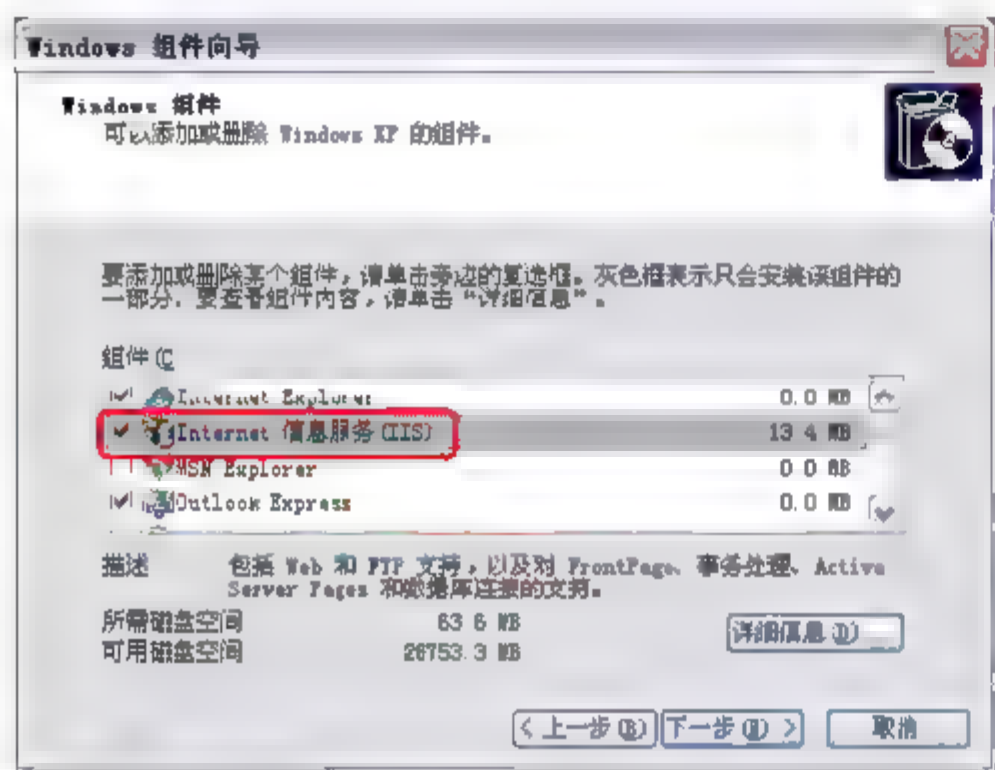 Windows 组件向导
Windows 组件
可以添加或删除 Windows XP 的组件。
要添加或删除某个组件，请单击旁边的复选框。灰色框表示只会安装该组件的
一部分。要查看组件内容，请单击“详细信息”。
组件(C
Internet Explorer 0.0 MB
Internet 信息服务(IIS) 13 4 MB
MSN Explorer 0 0 MB
Outlook Express 0.0 MB
描述 包括 Web 和 FTP 支持，以及对 FrontPage、事务处理、Active
Server Pages 和数据库连接的支持。
所需磁盘空间 63 6 MB
可用磁盘空间 26753.3 MB
详细信息(D)
< 上一步(B) 下一步(N) > 取消